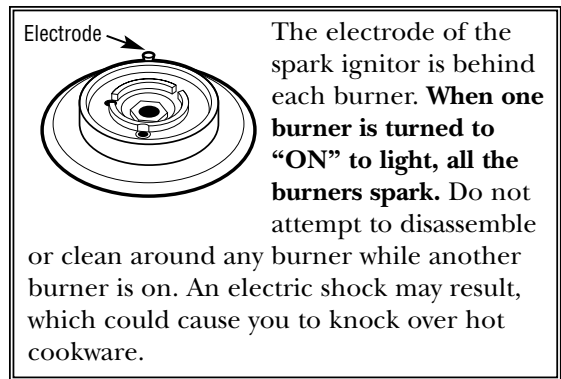 Electrode
The electrode of the
spark ignitor is behind
each burner. When one
burner is turned to
“ON” to light, all the
burners spark. Do not
attempt to disassemble
or clean around any burner while another
burner is on. An electric shock may result,
which could cause you to knock over hot
cookware.